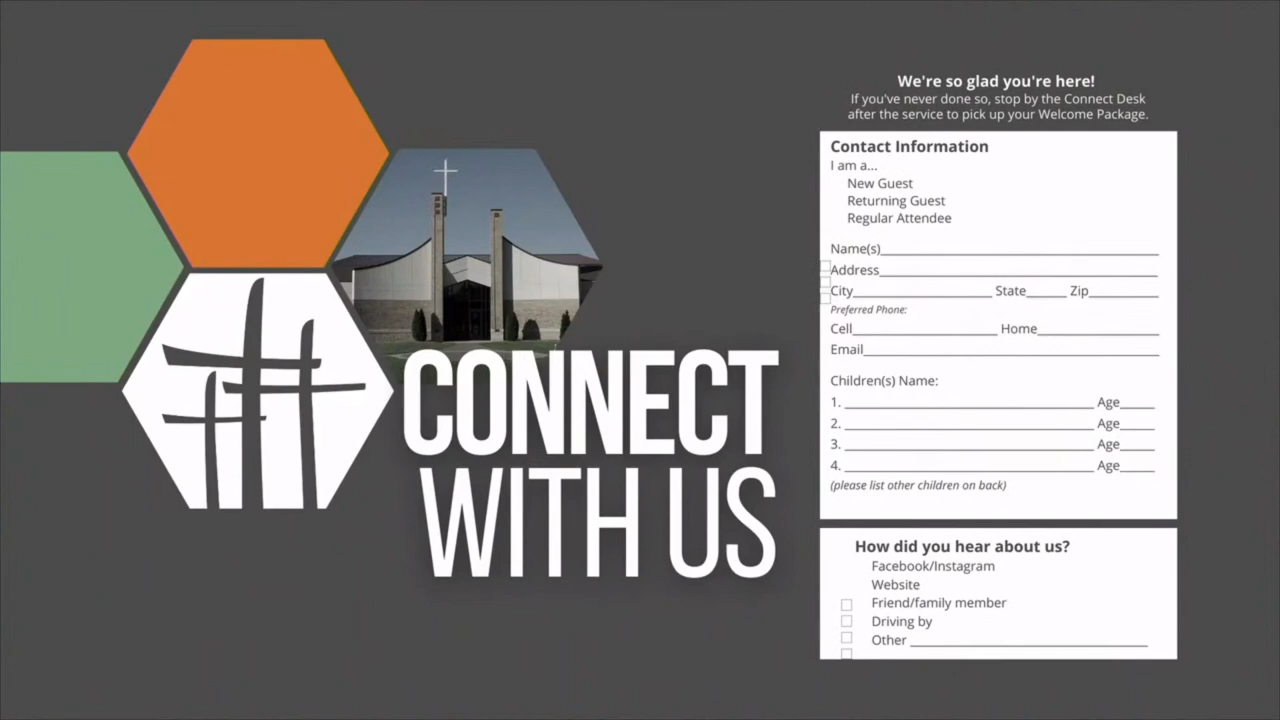 CONNECT
WITH US
We're so glad you're here!
If you've never done so, stop by the Connect Desk
after the service to pick up your Welcome Package.
Contact Information
I am a...
New Guest
Returning Guest
Regular Attendee
Name(s)
Address
City State Zip
Preferred Phone:
Cell Home
Email
Children(s) Name:
1. Age
2. Age
3. Age
4. Age
(please list other children on back)
How did you hear about us?
Facebook/Instagram
Website
Friend/family member
Driving by
Other